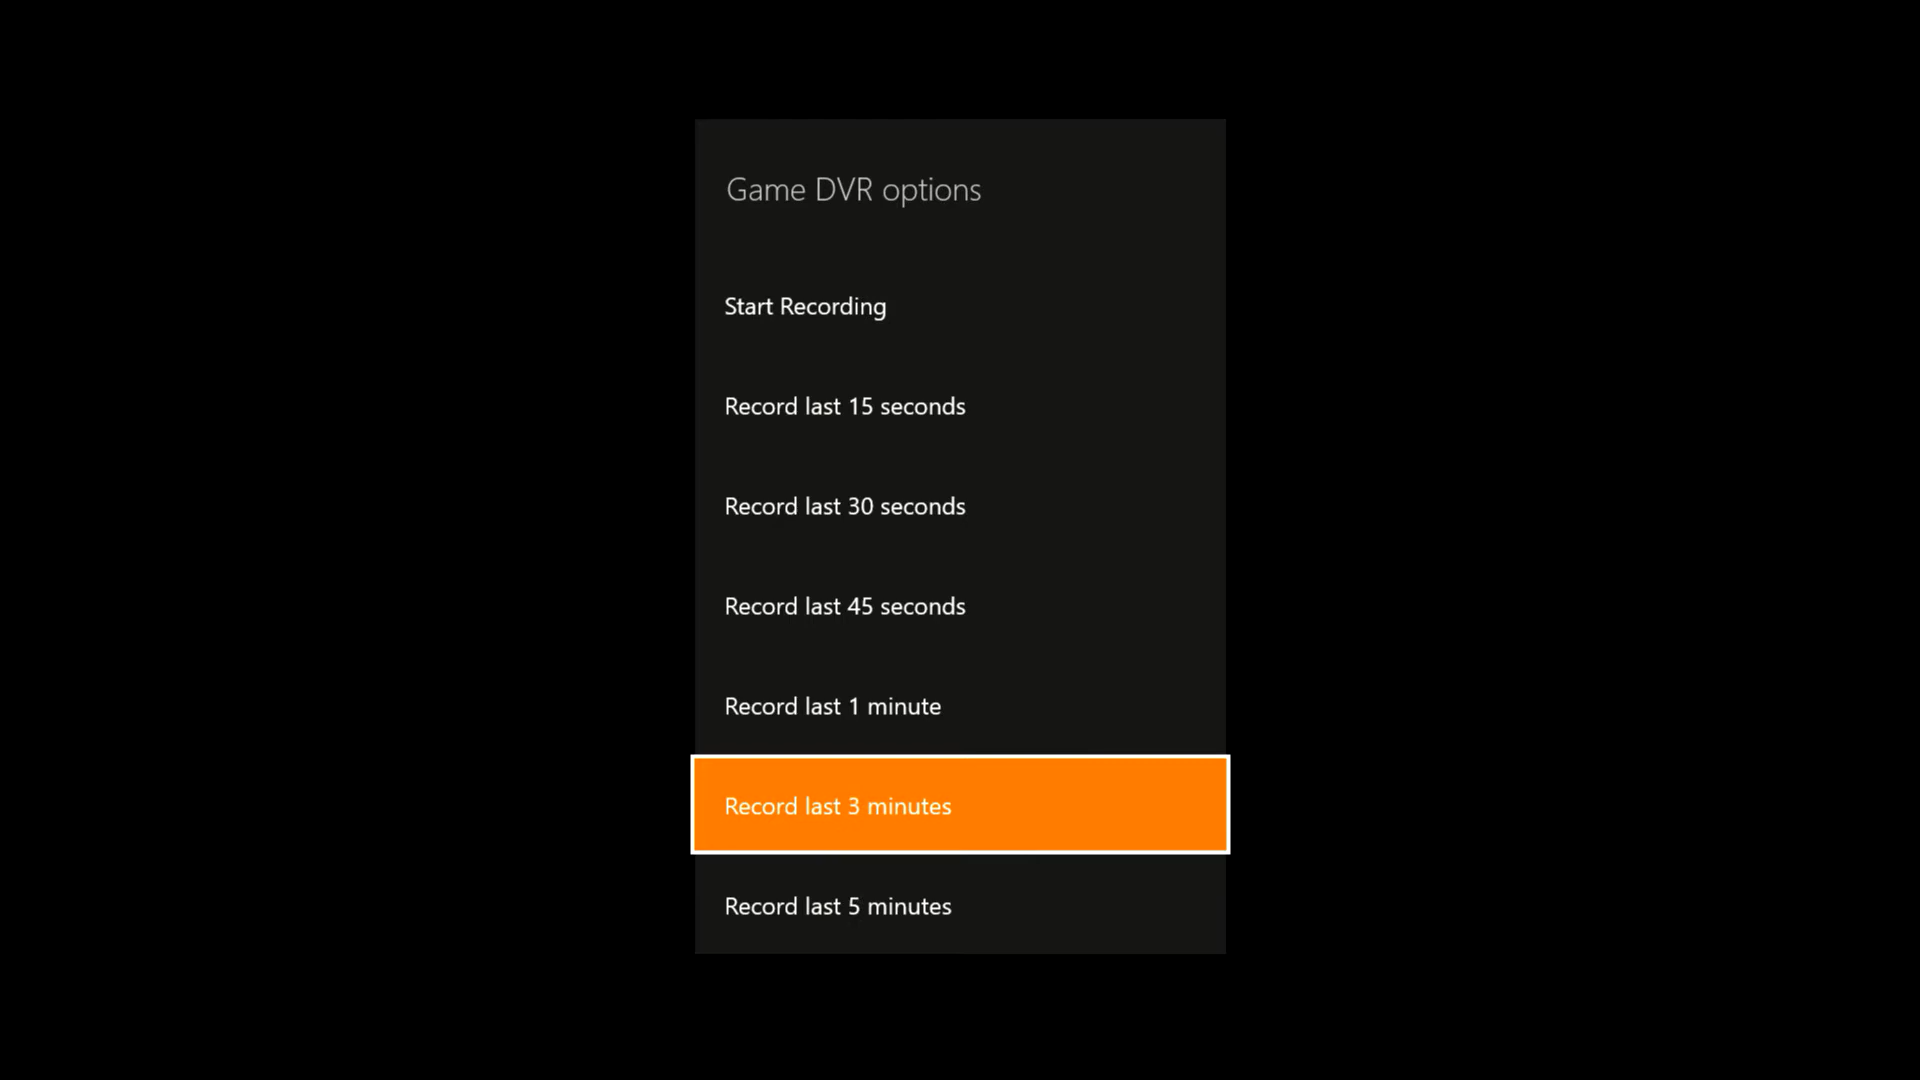 Game DVR options
Start Recording
Record last 15 seconds
Record last 30 seconds
Record last 45 seconds
Record last 1 minute
Record last 3 minutes
Record last 5 minutes